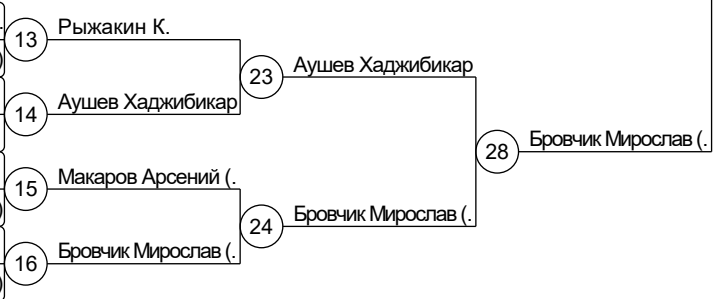 13 Рыжакин К.
23 Аушев Хаджибикар
14 Аушев Хаджибикар
28 Бровчик Мирослав (.
15 Макаров Арсений (.
24 Бровчик Мирослав (.
16 Бровчик Мирослав (.